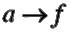 a → f